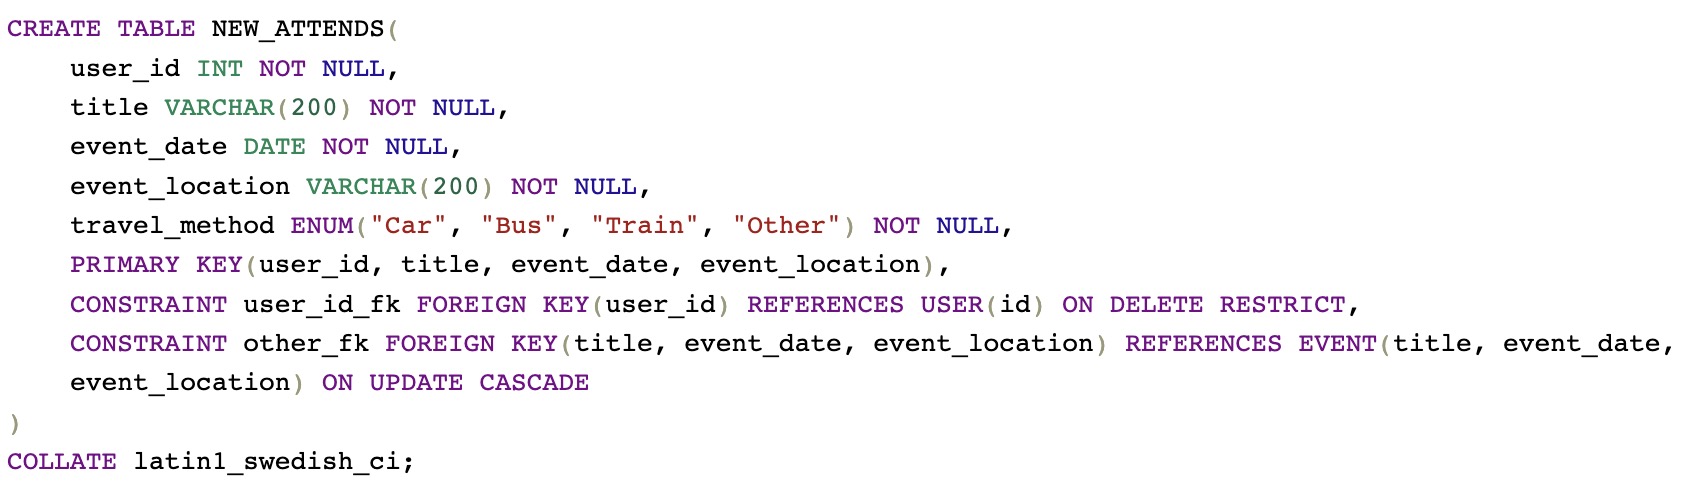 CREATE TABLE NEW_ATTENDS(
user_id INT NOT NULL,
title VARCHAR(200) NOT NULL,
event_date DATE NOT NULL,
event_location VARCHAR(200) NOT NULL,
travel_method ENUM("Car", "Bus", "Train", "Other") NOT NULL,
PRIMARY KEY(user_id, title, event_date, event_location),
CONSTRAINT user_id_fk FOREIGN KEY(user_id) REFERENCES USER(id) ON DELETE RESTRICT,
CONSTRAINT other_fk FOREIGN KEY(title, event_date, event_location) REFERENCES EVENT(title, event_date,
event_location) ON UPDATE CASCADE
)
COLLATE latin1_swedish_ci;